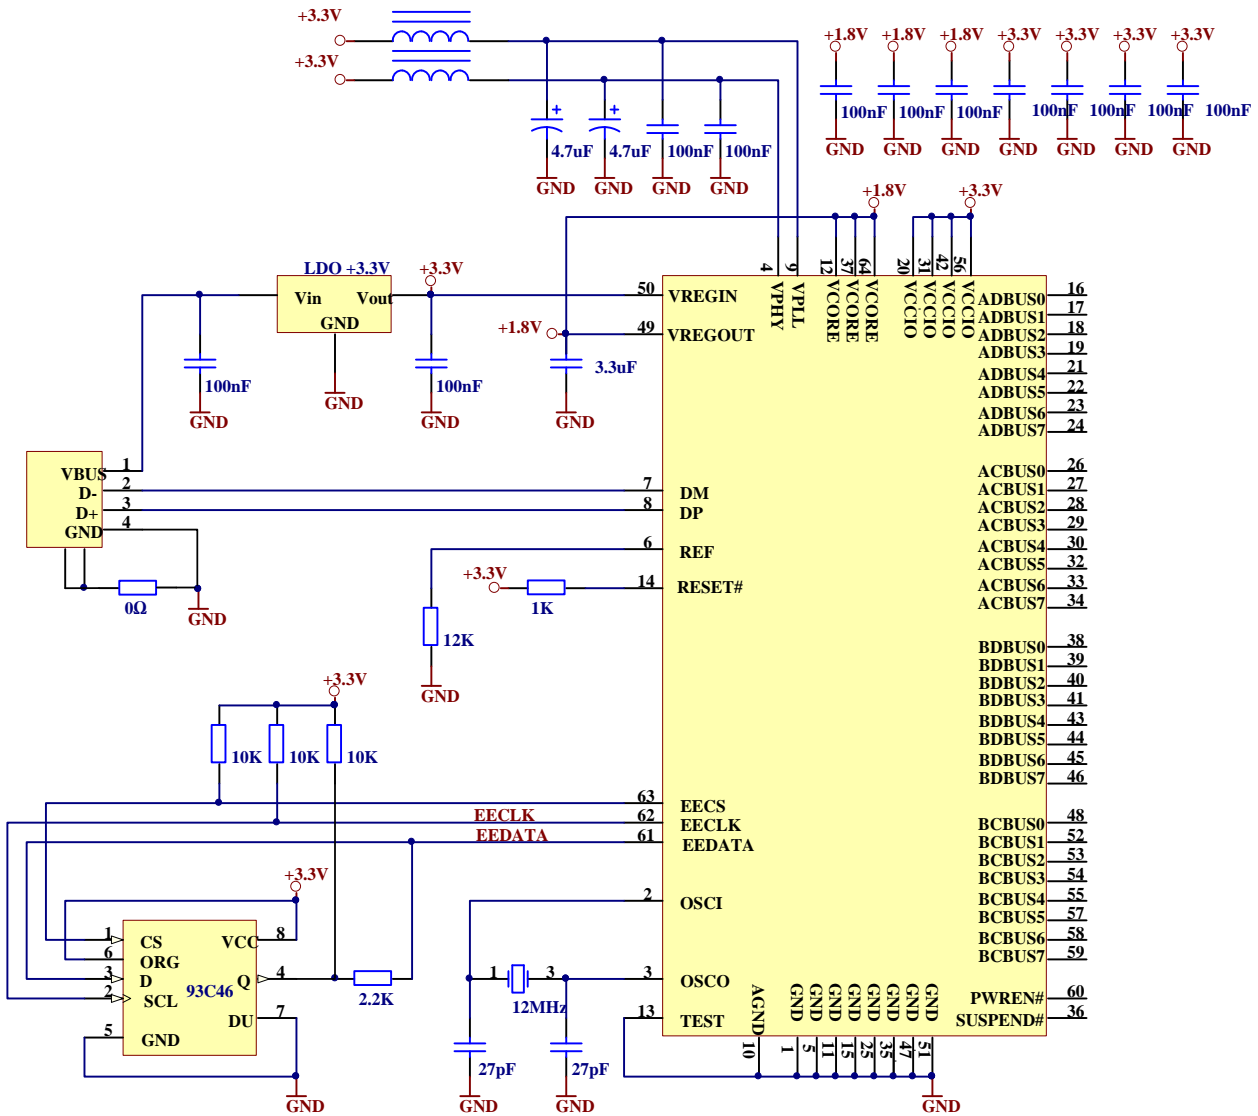 +3.3V
+3.3V
4.7uF 4.7uF 100nF 100nF
GND GND GND GND
+1.8V +1.8V +1.8V +3.3V +3.3V +3.3V +3.3V
100nF 100nF 100nF 100nF 100nF 100nF 100nF
GND GND GND GND GND GND GND
+1.8V +3.3V
4 9 12 37 64 20 31 42 56
VPHY VPLL VCORE VCORE VCORE VCCIO VCCIO VCCIO VCCIO
LDO +3.3V
Vin Vout
GND
+3.3V
100nF
GND
GND
100nF
GND
+1.8V
3.3uF
GND
50 VREGIN
49 VREGOUT
VBUS 1
D- 2
D+ 3
GND 4
0Ω
GND
7 DM
8 DP
6 REF
+3.3V
1K
14 RESET#
12K
GND
+3.3V
10K 10K 10K
63 EECS
EECLK 62 EECLK
EEDATA 61 EEDATA
+3.3V
1 CS
6 ORG
3 D
2 SCL
5 GND
93C46
VCC 8
Q 4
DU 7
2.2K
GND
2 OSCI
1 3
12MHz
3 OSCO
13 TEST
27pF 27pF
GND GND
AGND GND GND GND GND GND GND GND GND
10 1 5 11 15 25 35 47 51
GND
ADBUS0 16
ADBUS1 17
ADBUS2 18
ADBUS3 19
ADBUS4 21
ADBUS5 22
ADBUS6 23
ADBUS7 24
ACBUS0 26
ACBUS1 27
ACBUS2 28
ACBUS3 29
ACBUS4 30
ACBUS5 32
ACBUS6 33
ACBUS7 34
BDBUS0 38
BDBUS1 39
BDBUS2 40
BDBUS3 41
BDBUS4 43
BDBUS5 44
BDBUS6 45
BDBUS7 46
BCBUS0 48
BCBUS1 52
BCBUS2 53
BCBUS3 54
BCBUS4 55
BCBUS5 57
BCBUS6 58
BCBUS7 59
PWREN# 60
SUSPEND# 36